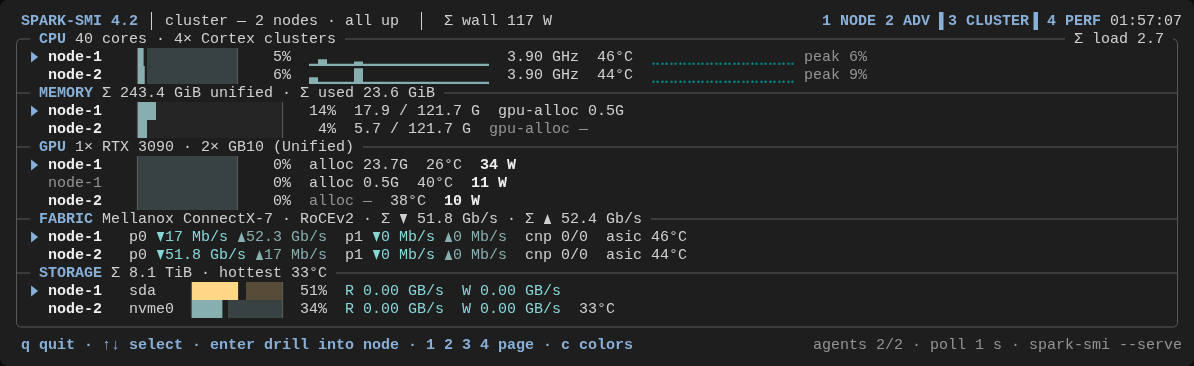 SPARK-SMI 4.2 │ cluster — 2 nodes · all up │ Σ wall 117 W 1 NODE 2 ADV ▐3 CLUSTER▌ 4 PERF 01:57:07
CPU 40 cores · 4× Cortex clusters Σ load 2.7
node-1 5% 3.90 GHz 46°C peak 6%
node-2 6% 3.90 GHz 44°C peak 9%
MEMORY Σ 243.4 GiB unified · Σ used 23.6 GiB
node-1 14% 17.9 / 121.7 G gpu-alloc 0.5G
node-2 4% 5.7 / 121.7 G gpu-alloc —
GPU 1× RTX 3090 · 2× GB10 (Unified)
node-1 0% alloc 23.7G 26°C 34 W
node-1 0% alloc 0.5G 40°C 11 W
node-2 0% alloc — 38°C 10 W
FABRIC Mellanox ConnectX-7 · RoCEv2 · Σ ▼ 51.8 Gb/s · Σ ▲ 52.4 Gb/s
node-1 p0 ▼17 Mb/s ▲52.3 Gb/s p1 ▼0 Mb/s ▲0 Mb/s cnp 0/0 asic 46°C
node-2 p0 ▼51.8 Gb/s ▲17 Mb/s p1 ▼0 Mb/s ▲0 Mb/s cnp 0/0 asic 44°C
STORAGE Σ 8.1 TiB · hottest 33°C
node-1 sda 51% R 0.00 GB/s W 0.00 GB/s
node-2 nvme0 34% R 0.00 GB/s W 0.00 GB/s 33°C
q quit · ↑↓ select · enter drill into node · 1 2 3 4 page · c colors agents 2/2 · poll 1 s · spark-smi --serve